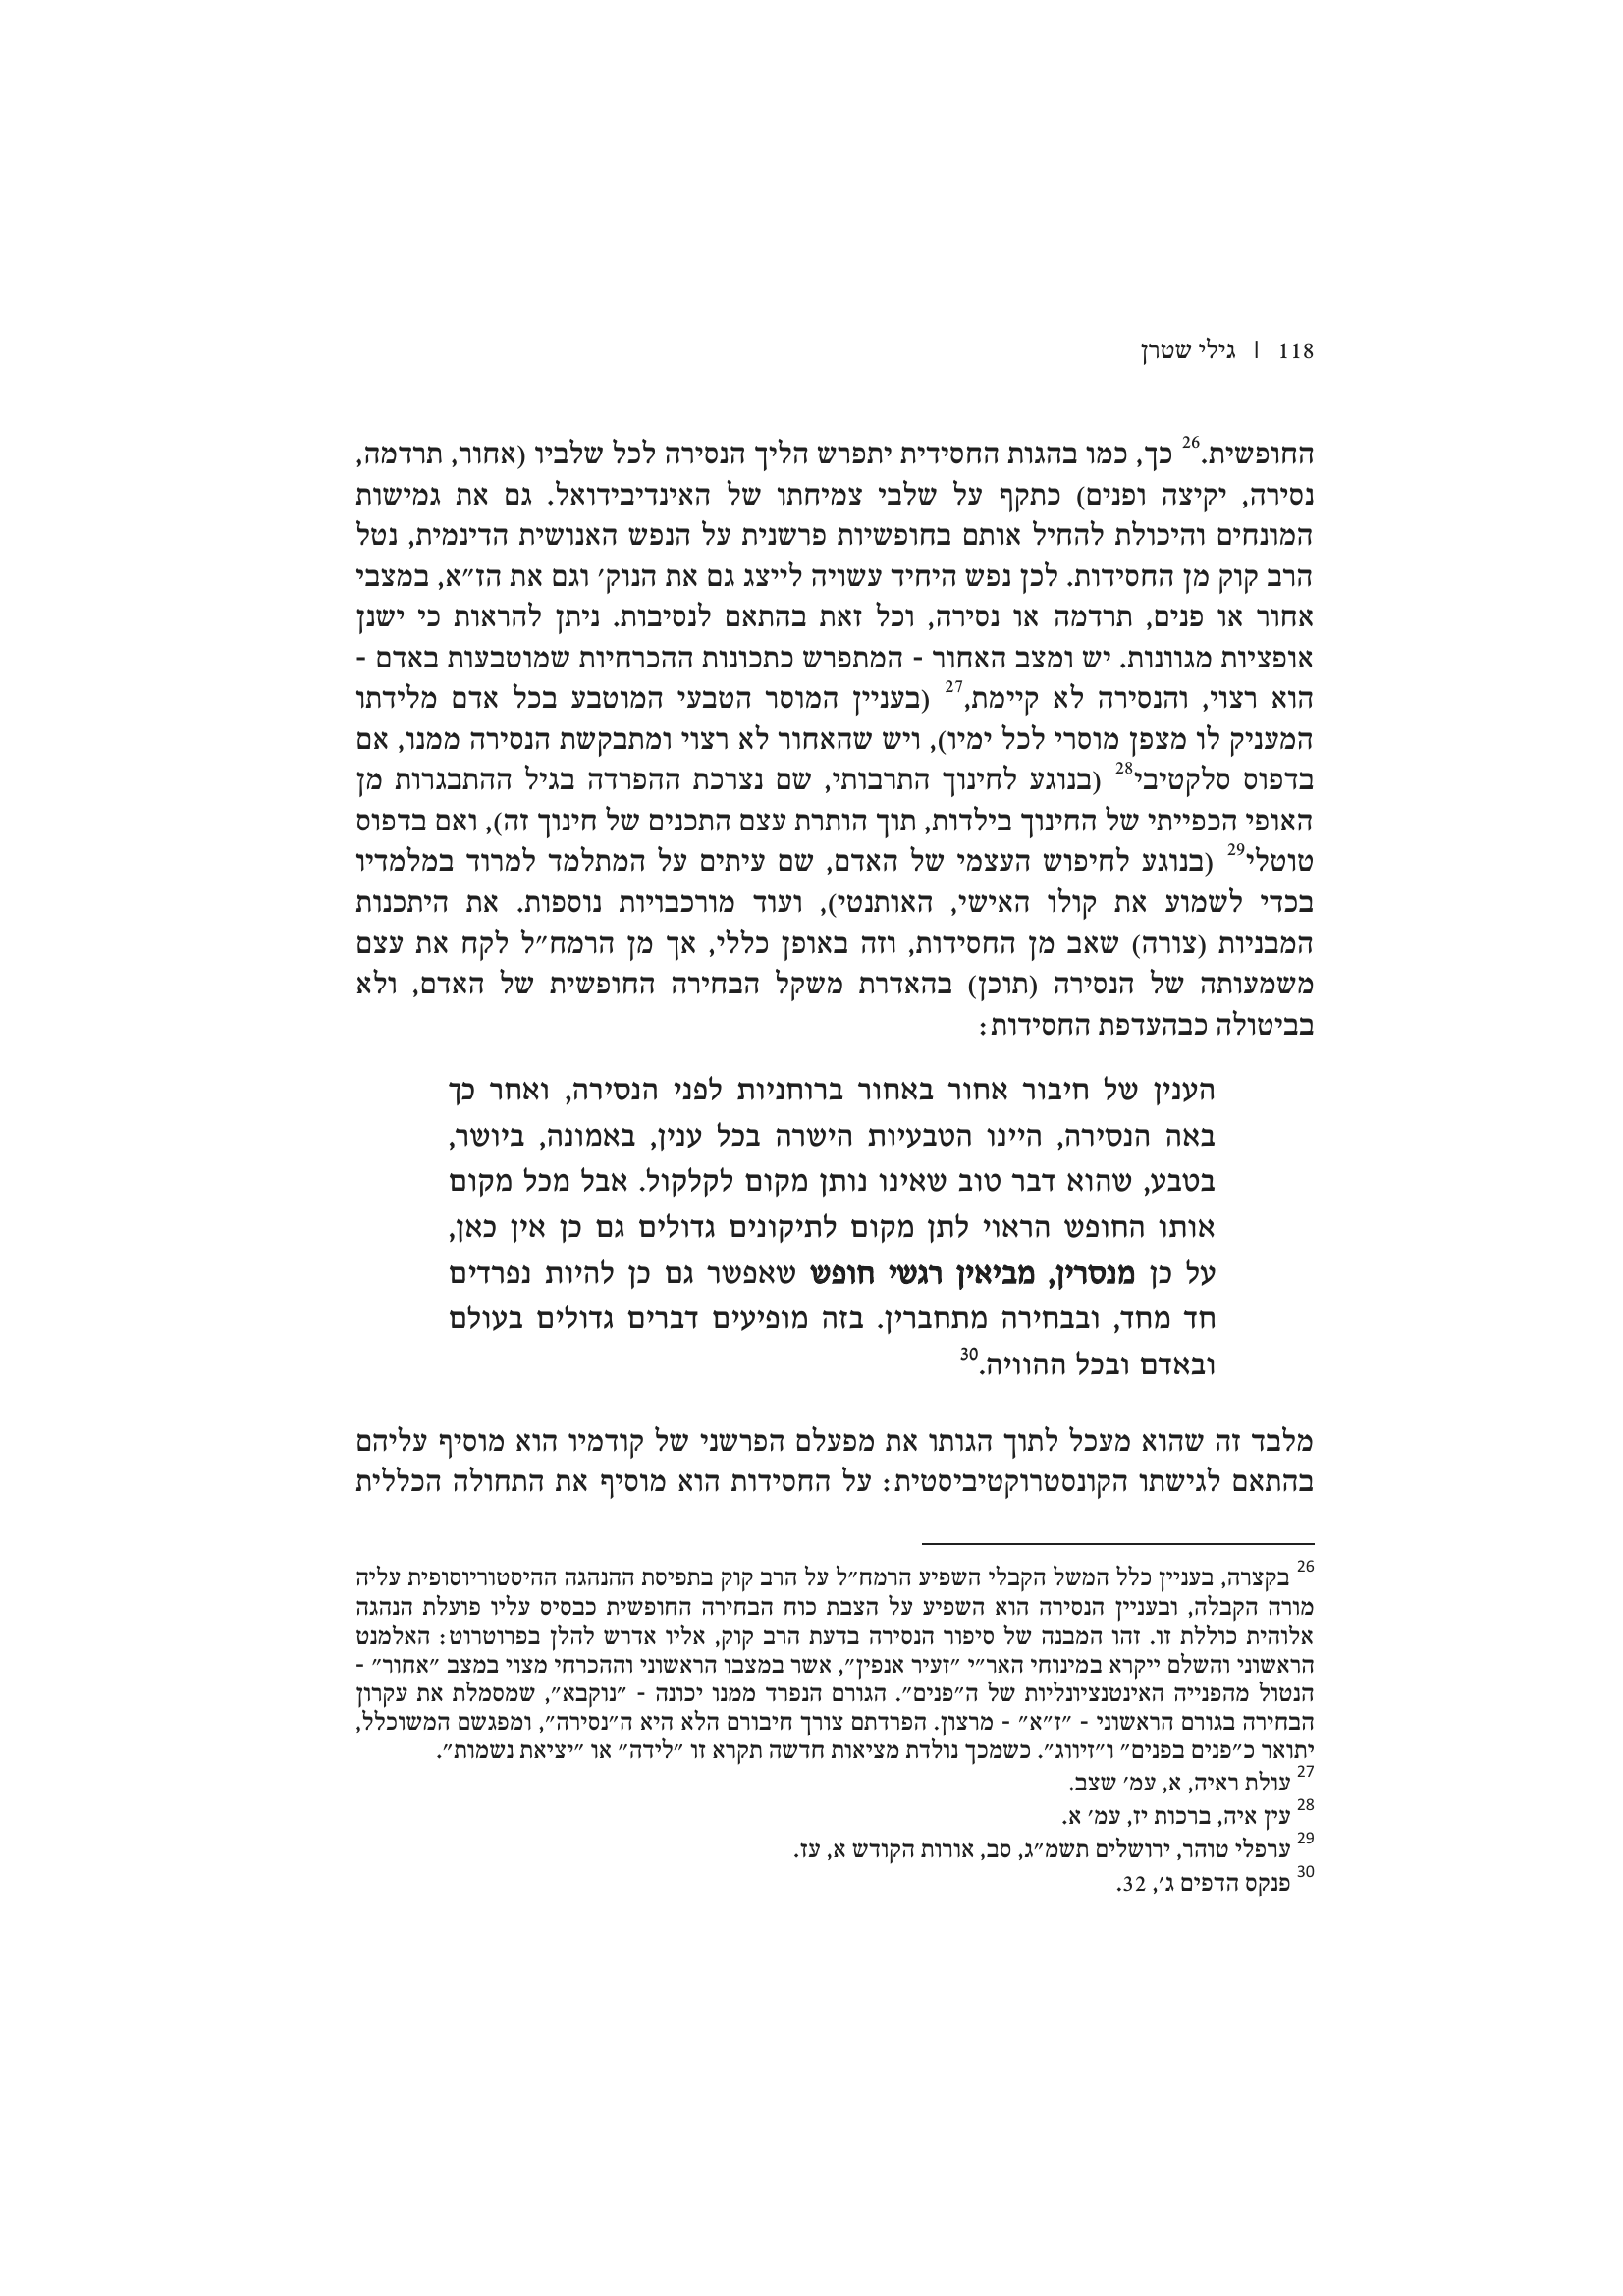 118 | גילי שטרן
החופשית.26 כך, כמו בהגות החסידית יתפרש הליך הנסירה לכל שלביו (אחור, תרדמה,
נסירה, יקיצה ופנים) כתקף על שלבי צמיחתו של האינדיבידואל. גם את גמישות
המונחים והיכולת להחיל אותם בחופשיות פרשנית על הנפש האנושית הדינמית, נטל
הרב קוק מן החסידות. לכן נפש היחיד עשויה לייצג גם את הנוק׳ וגם את הז״א, במצבי
אחור או פנים, תרדמה או נסירה, וכל זאת בהתאם לנסיבות. ניתן להראות כי ישנן
אופציות מגוונות. יש ומצב האחור - המתפרש כתכונות ההכרחיות שמוטבעות באדם -
הוא רצוי, והנסירה לא קיימת,27 (בעניין המוסר הטבעי המוטבע בכל אדם מלידתו
המעניק לו מצפן מוסרי לכל ימיו), ויש שהאחור לא רצוי ומתבקשת הנסירה ממנו, אם
בדפוס סלקטיבי28 (בנוגע לחינוך התרבותי, שם נצרכת ההפרדה בגיל ההתבגרות מן
האופי הכפייתי של החינוך בילדות, תוך הותרת עצם התכנים של חינוך זה), ואם בדפוס
טוטלי29 (בנוגע לחיפוש העצמי של האדם, שם עיתים על המתלמד למרוד במלמדיו
בכדי לשמוע את קולו האישי, האותנטי), ועוד מורכבויות נוספות. את היתכנות
המבניות (צורה) שאב מן החסידות, וזה באופן כללי, אך מן הרמח״ל לקח את עצם
משמעותה של הנסירה (תוכן) בהאדרת משקל הבחירה החופשית של האדם, ולא
בביטולה כבהעדפת החסידות:
הענין של חיבור אחור באחור ברוחניות לפני הנסירה, ואחר כך
באה הנסירה, היינו הטבעיות הישרה בכל ענין, באמונה, ביושר,
בטבע, שהוא דבר טוב שאינו נותן מקום לקלקול. אבל מכל מקום
אותו החופש הראוי לתן מקום לתיקונים גדולים גם כן אין כאן,
על כן מנסרין, מביאין רגשי חופש שאפשר גם כן להיות נפרדים
חד מחד, ובבחירה מתחברין. בזה מופיעים דברים גדולים בעולם
ובאדם ובכל ההוויה.30
מלבד זה שהוא מעכל לתוך הגותו את מפעלם הפרשני של קודמיו הוא מוסיף עליהם
בהתאם לגישתו הקונסטרוקטיביסטית: על החסידות הוא מוסיף את התחולה הכללית
26 בקצרה, בעניין כלל המשל הקבלי השפיע הרמח״ל על הרב קוק בתפיסת ההנהגה ההיסטוריוסופית עליה
מורה הקבלה, ובעניין הנסירה הוא השפיע על הצבת כוח הבחירה החופשית כבסיס עליו פועלת הנהגה
אלוהית כוללת זו. זהו המבנה של סיפור הנסירה בדעת הרב קוק, אליו אדרש להלן בפרוטרוט: האלמנט
הראשוני והשלם ייקרא במינוחי האר״י ״זעיר אנפין״, אשר במצבו הראשוני וההכרחי מצוי במצב ״אחור״ -
הנטול מהפנייה האינטנציונליות של ה״פנים״. הגורם הנפרד ממנו יכונה - ״נוקבא״, שמסמלת את עקרון
הבחירה בגורם הראשוני - ״ז״א״ - מרצון. הפרדתם צורך חיבורם הלא היא ה״נסירה״, ומפגשם המשוכלל,
יתואר כ״פנים בפנים״ ו״זיווג״. כשמכך נולדת מציאות חדשה תקרא זו ״לידה״ או ״יציאת נשמות״.
27 עולת ראיה, א, עמ׳ שצב.
28 עין איה, ברכות יז, עמ׳ א.
29 ערפלי טוהר, ירושלים תשמ״ג, סב, אורות הקודש א, עז.
30 פנקס הדפים ג׳, 32.